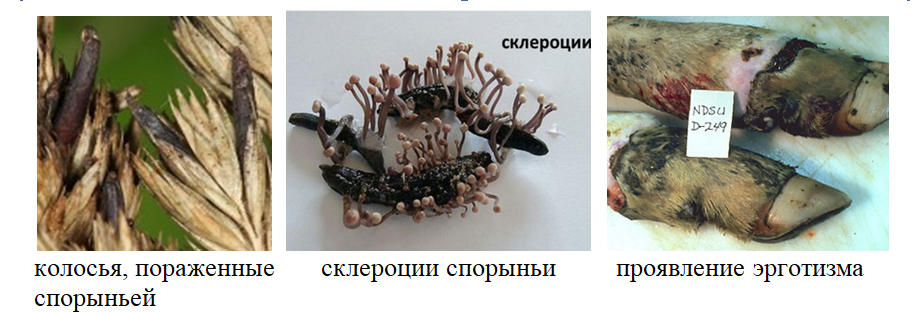 склероции
NDSU
D-249
колосья, пораженные
спорыньей
склероции спорыньи
проявление эрготизма